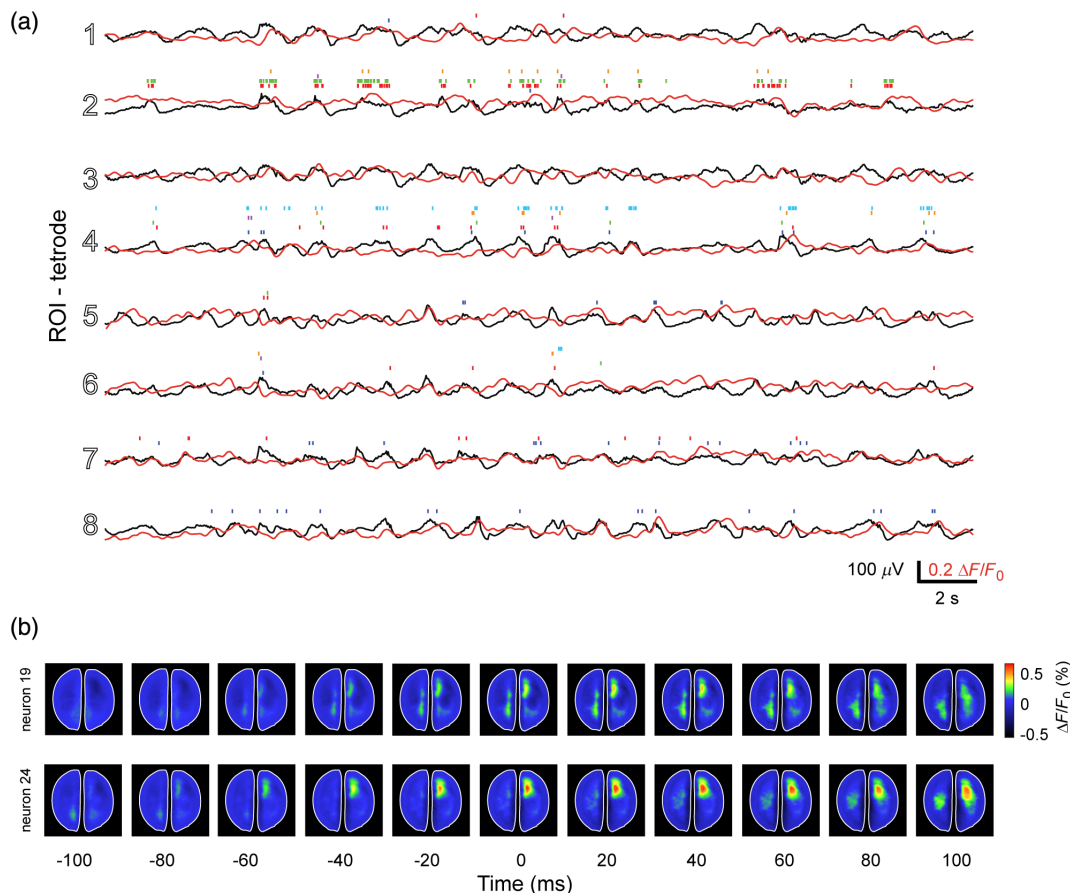 (a)
ROI - tetrode
1
2
3
4
5
6
7
8
100 μV
0.2 ΔF/F0
2 s
(b)
neuron 19
neuron 24
0.5
0
-0.5
ΔF/F0 (%)
-100 -80 -60 -40 -20 0 20 40 60 80 100
Time (ms)